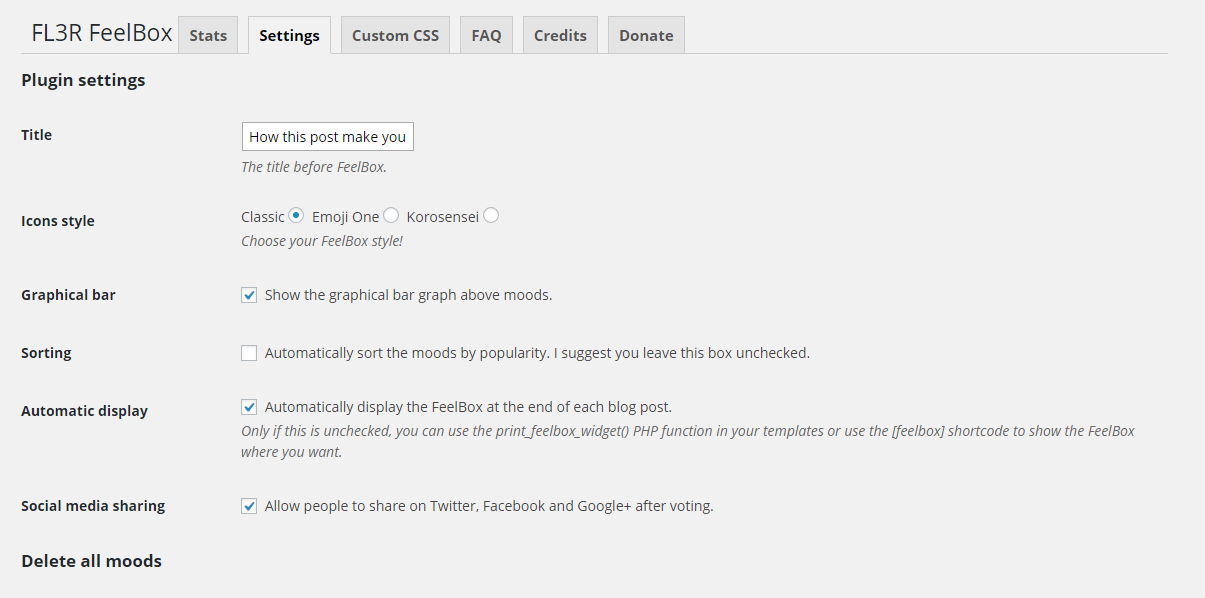 FL3R FeelBox Stats Settings Custom CSS FAQ Credits Donate
Plugin settings
Title How this post make you
The title before FeelBox.
Icons style Classic Emoji One Korosensei
Choose your FeelBox style!
Graphical bar Show the graphical bar graph above moods.
Sorting Automatically sort the moods by popularity. I suggest you leave this box unchecked.
Automatic display Automatically display the FeelBox at the end of each blog post.
Only if this is unchecked, you can use the print_feelbox_widget() PHP function in your templates or use the [feelbox] shortcode to show the FeelBox
where you want.
Social media sharing Allow people to share on Twitter, Facebook and Google+ after voting.
Delete all moods